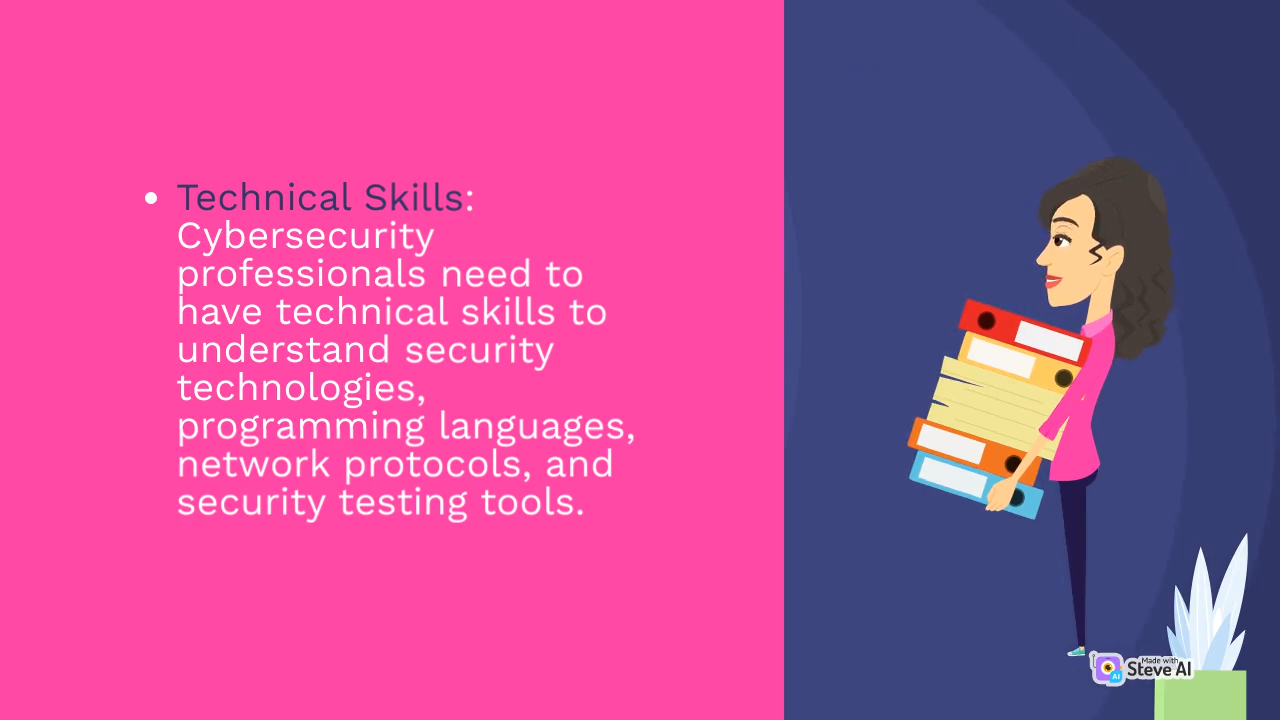 Technical Skills:
Cybersecurity
professionals need to
have technical skills to
understand security
technologies,
programming languages,
network protocols, and
security testing tools.
Made with
Steve AI
AI